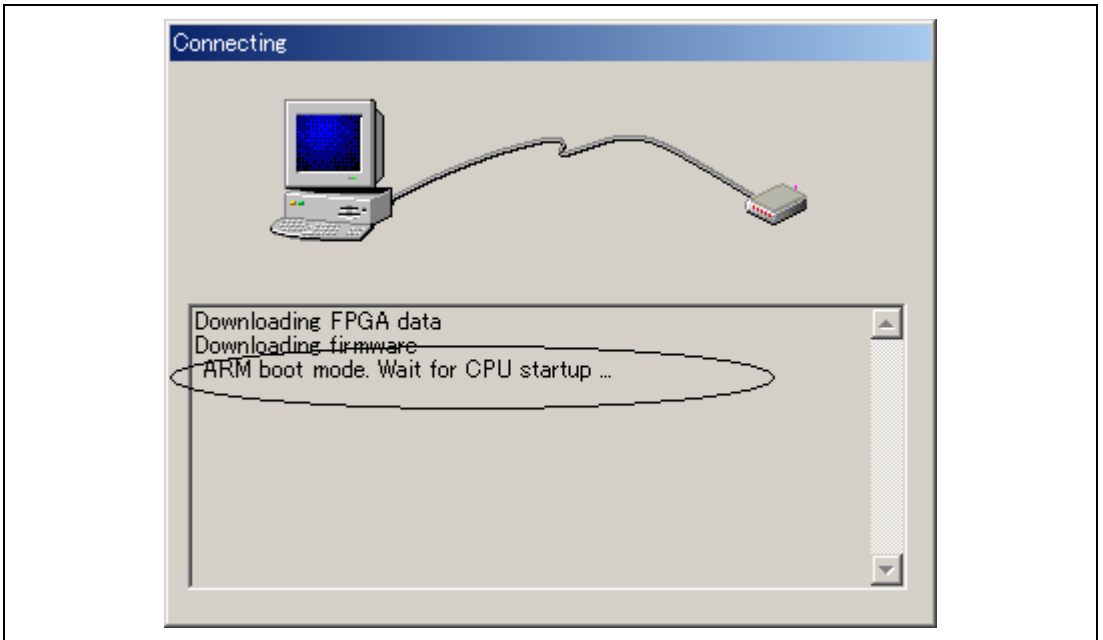 Connecting
Downloading FPGA data
Downloading firmware
ARM boot mode. Wait for CPU startup ...